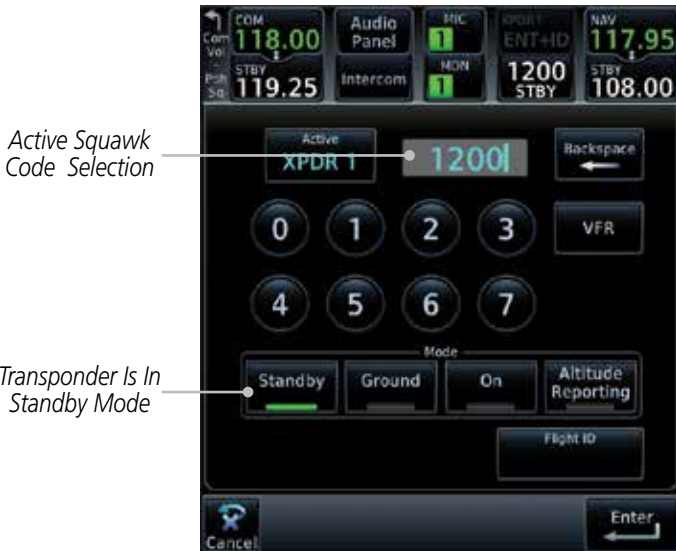 COM
118.00
STBY
119.25
Com
Vol
-
Psh
Sq
Audio
Panel
Intercom
MIC
1
MON
1
XPDR1
ENT+ID
1200
STBY
NAV
117.95
STBY
108.00
Active Squawk
Code Selection
Active
XPDR 1
1200
Backspace
0
1
2
3
VFR
4
5
6
7
Transponder Is In
Standby Mode
Mode
Standby
Ground
On
Altitude
Reporting
Flight ID
Cancel
Enter